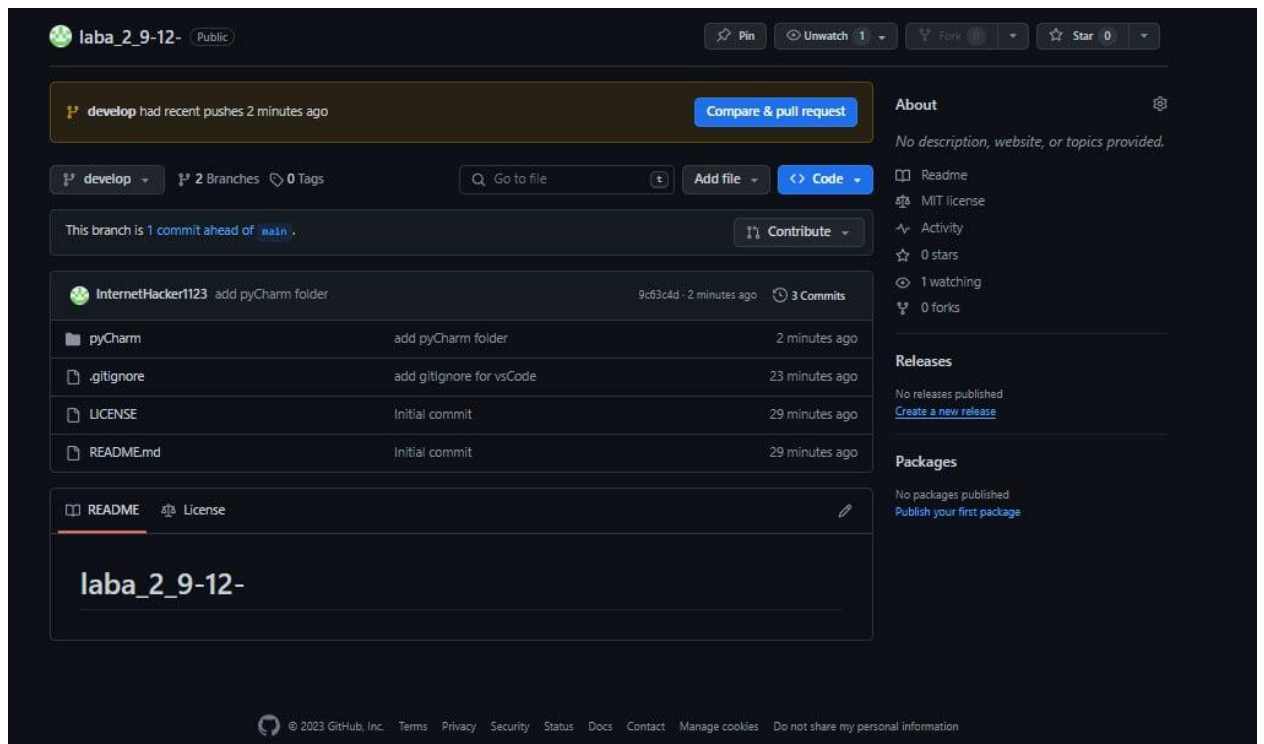 laba_2_9-12- Public Pin Unwatch 1 Fork 0 Star 0
develop had recent pushes 2 minutes ago Compare & pull request
develop 2 Branches 0 Tags Go to file t Add file <> Code
This branch is 1 commit ahead of main . Contribute
InternetHacker1123 add pyCharm folder 9c63c4d · 2 minutes ago 3 Commits
pyCharm add pyCharm folder 2 minutes ago
.gitignore add gitIgnore for vsCode 23 minutes ago
LICENSE Initial commit 29 minutes ago
README.md Initial commit 29 minutes ago
README License
laba_2_9-12-
About
No description, website, or topics provided.
Readme
MIT license
Activity
0 stars
1 watching
0 forks
Releases
No releases published
Create a new release
Packages
No packages published
Publish your first package
© 2023 GitHub, Inc. Terms Privacy Security Status Docs Contact Manage cookies Do not share my personal information